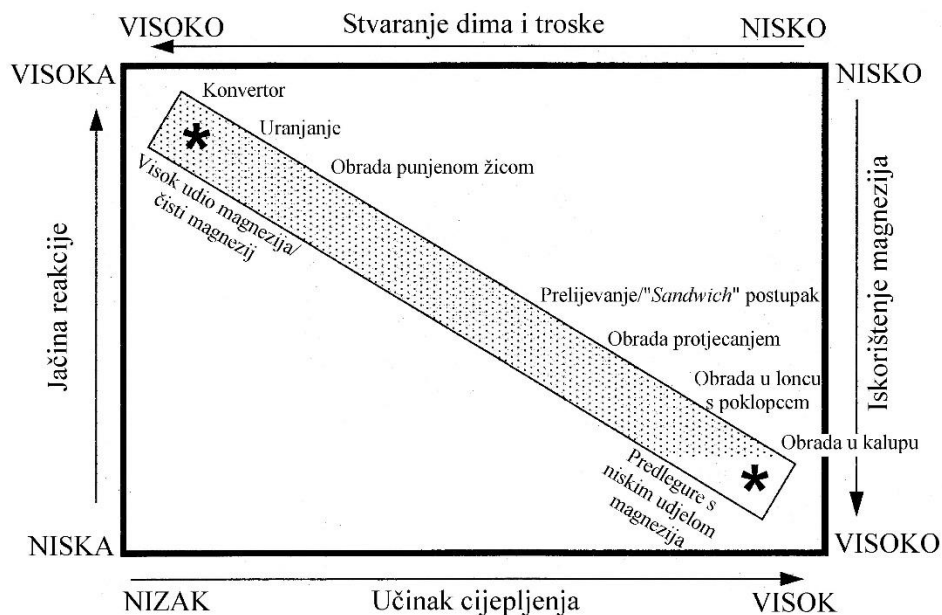 VISOKO Stvaranje dima i troske NISKO
VISOKA NISKO
Konvertor
Uranjanje
Obrada punjenom žicom
Visok udio magnezija/
čisti magnezij
Jačina reakcije
Iskorištenje magnezija
Prelijevanje/"Sandwich" postupak
Obrada protjecanjem
Obrada u loncu
s poklopcem
Obrada u kalupu
Predlegure s
niskim udjelom
magnezija
NISKA VISOKO
NIZAK Učinak cijepljenja VISOK